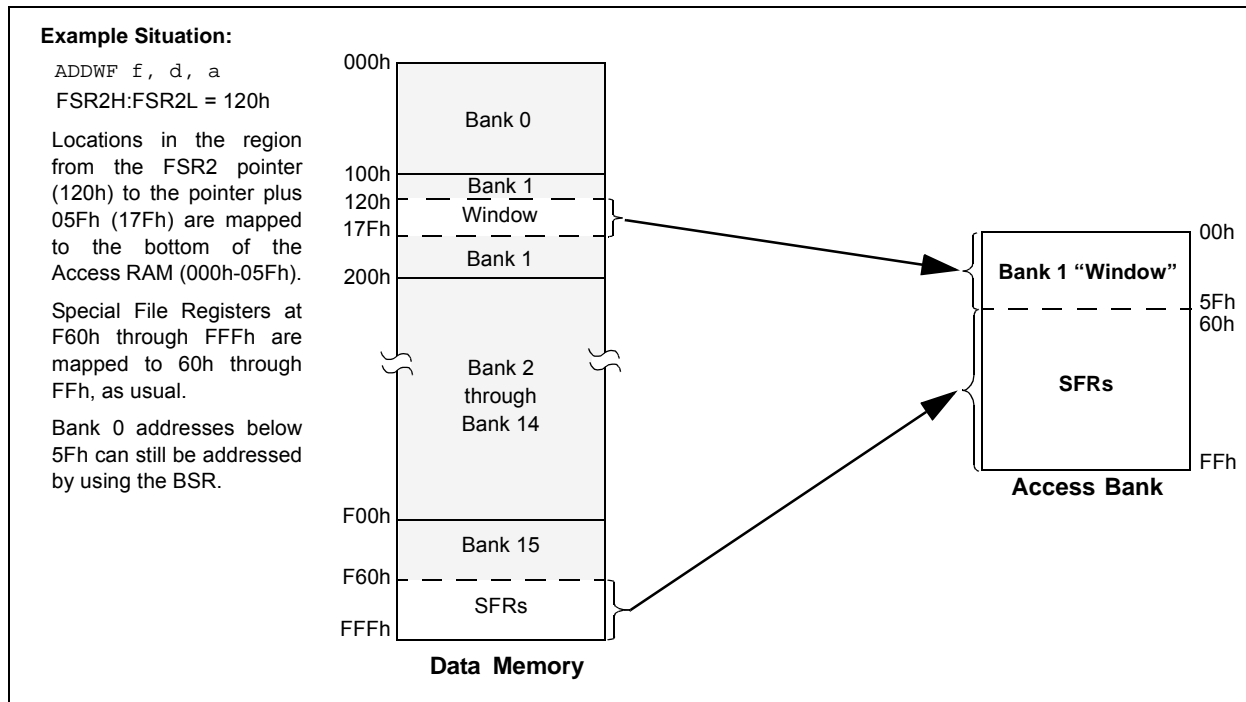 Example Situation:
ADDWF f, d, a
FSR2H:FSR2L = 120h
Locations in the region
from the FSR2 pointer
(120h) to the pointer plus
05Fh (17Fh) are mapped
to the bottom of the
Access RAM (000h-05Fh).
Special File Registers at
F60h through FFFh are
mapped to 60h through
FFh, as usual.
Bank 0 addresses below
5Fh can still be addressed
by using the BSR.
000h
Bank 0
100h
Bank 1
120h
Window
17Fh
Bank 1
200h
Bank 2
through
Bank 14
F00h
Bank 15
F60h
SFRs
FFFh
Data Memory
00h
Bank 1 “Window”
5Fh
60h
SFRs
FFh
Access Bank